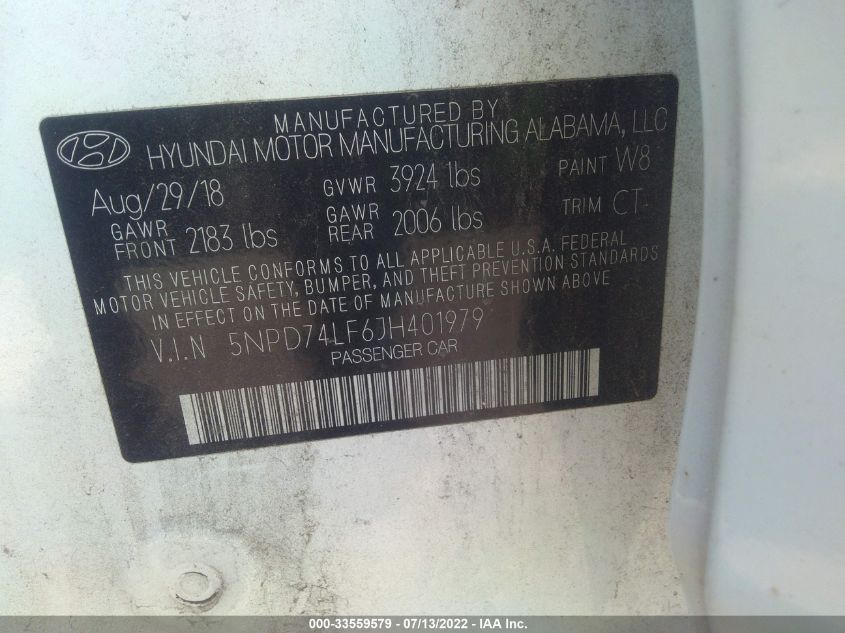 MANUFACTURED BY
HYUNDAI MOTOR MANUFACTURING ALABAMA, LLC
Aug/29/18 GVWR 3924 lbs PAINT W8
GAWR FRONT 2183 lbs GAWR REAR 2006 lbs TRIM CT-
THIS VEHICLE CONFORMS TO ALL APPLICABLE U.S.A. FEDERAL
MOTOR VEHICLE SAFETY, BUMPER, AND THEFT PREVENTION STANDARDS
IN EFFECT ON THE DATE OF MANUFACTURE SHOWN ABOVE
V.I.N 5NPD74LF6JH401979
PASSENGER CAR
000-33559579 - 07/13/2022 - IAA Inc.